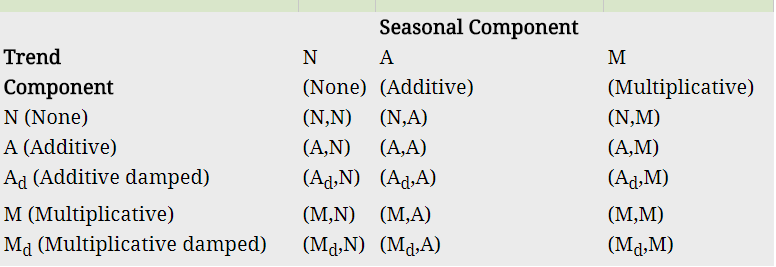 Seasonal Component
Trend N A M
Component (None) (Additive) (Multiplicative)
N (None) (N,N) (N,A) (N,M)
A (Additive) (A,N) (A,A) (A,M)
A_d (Additive damped) (A_d,N) (A_d,A) (A_d,M)
M (Multiplicative) (M,N) (M,A) (M,M)
M_d (Multiplicative damped) (M_d,N) (M_d,A) (M_d,M)